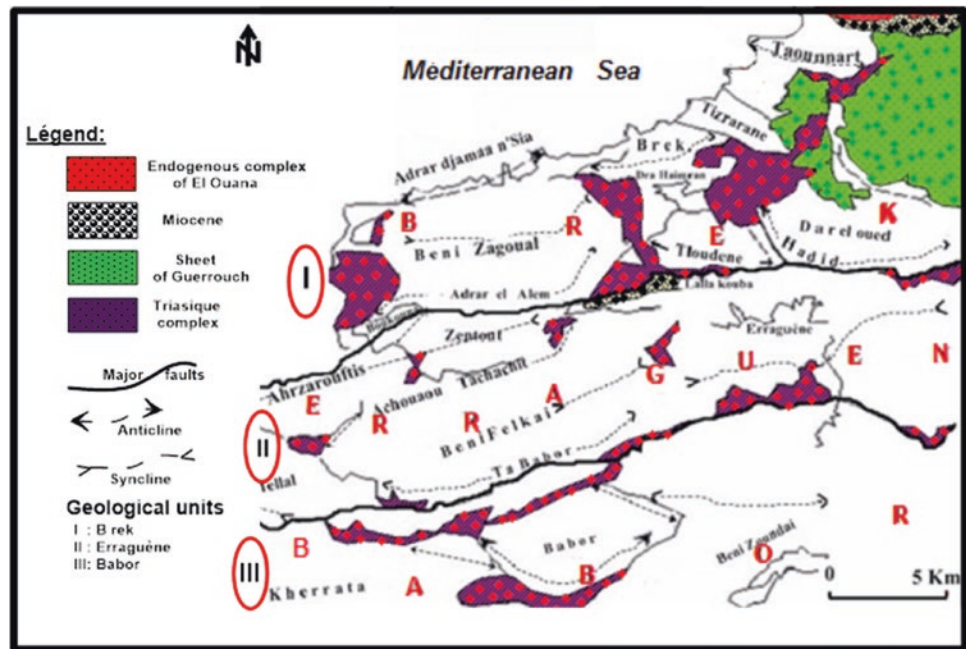 N
Méditerranean Sea
Légend:
Endogenous complex
of El Ouana
Miocene
Sheet
of Guerrouch
Triasique
complex
Major
faults
Anticline
Syncline
Geological units
I : Brek
II : Erraguène
III: Babor
Taounnart
Tizrarane
Brek
Adrar djamäa n'Sia
Dra Haimran
B R E K
Dar el oued
Beni Zagoual
Hadid
Tloudene
I
Adrar el Alem
Lalla kouba
Erraguène
Zentout
Ahrzarouftis
Achouaou Tachachit
E R R A G U E N
Beni Felkai
II
Ta Babor
Tellal
B A B O R
Babor
Beni Zoundai
III
Kherrata
0 5 Km